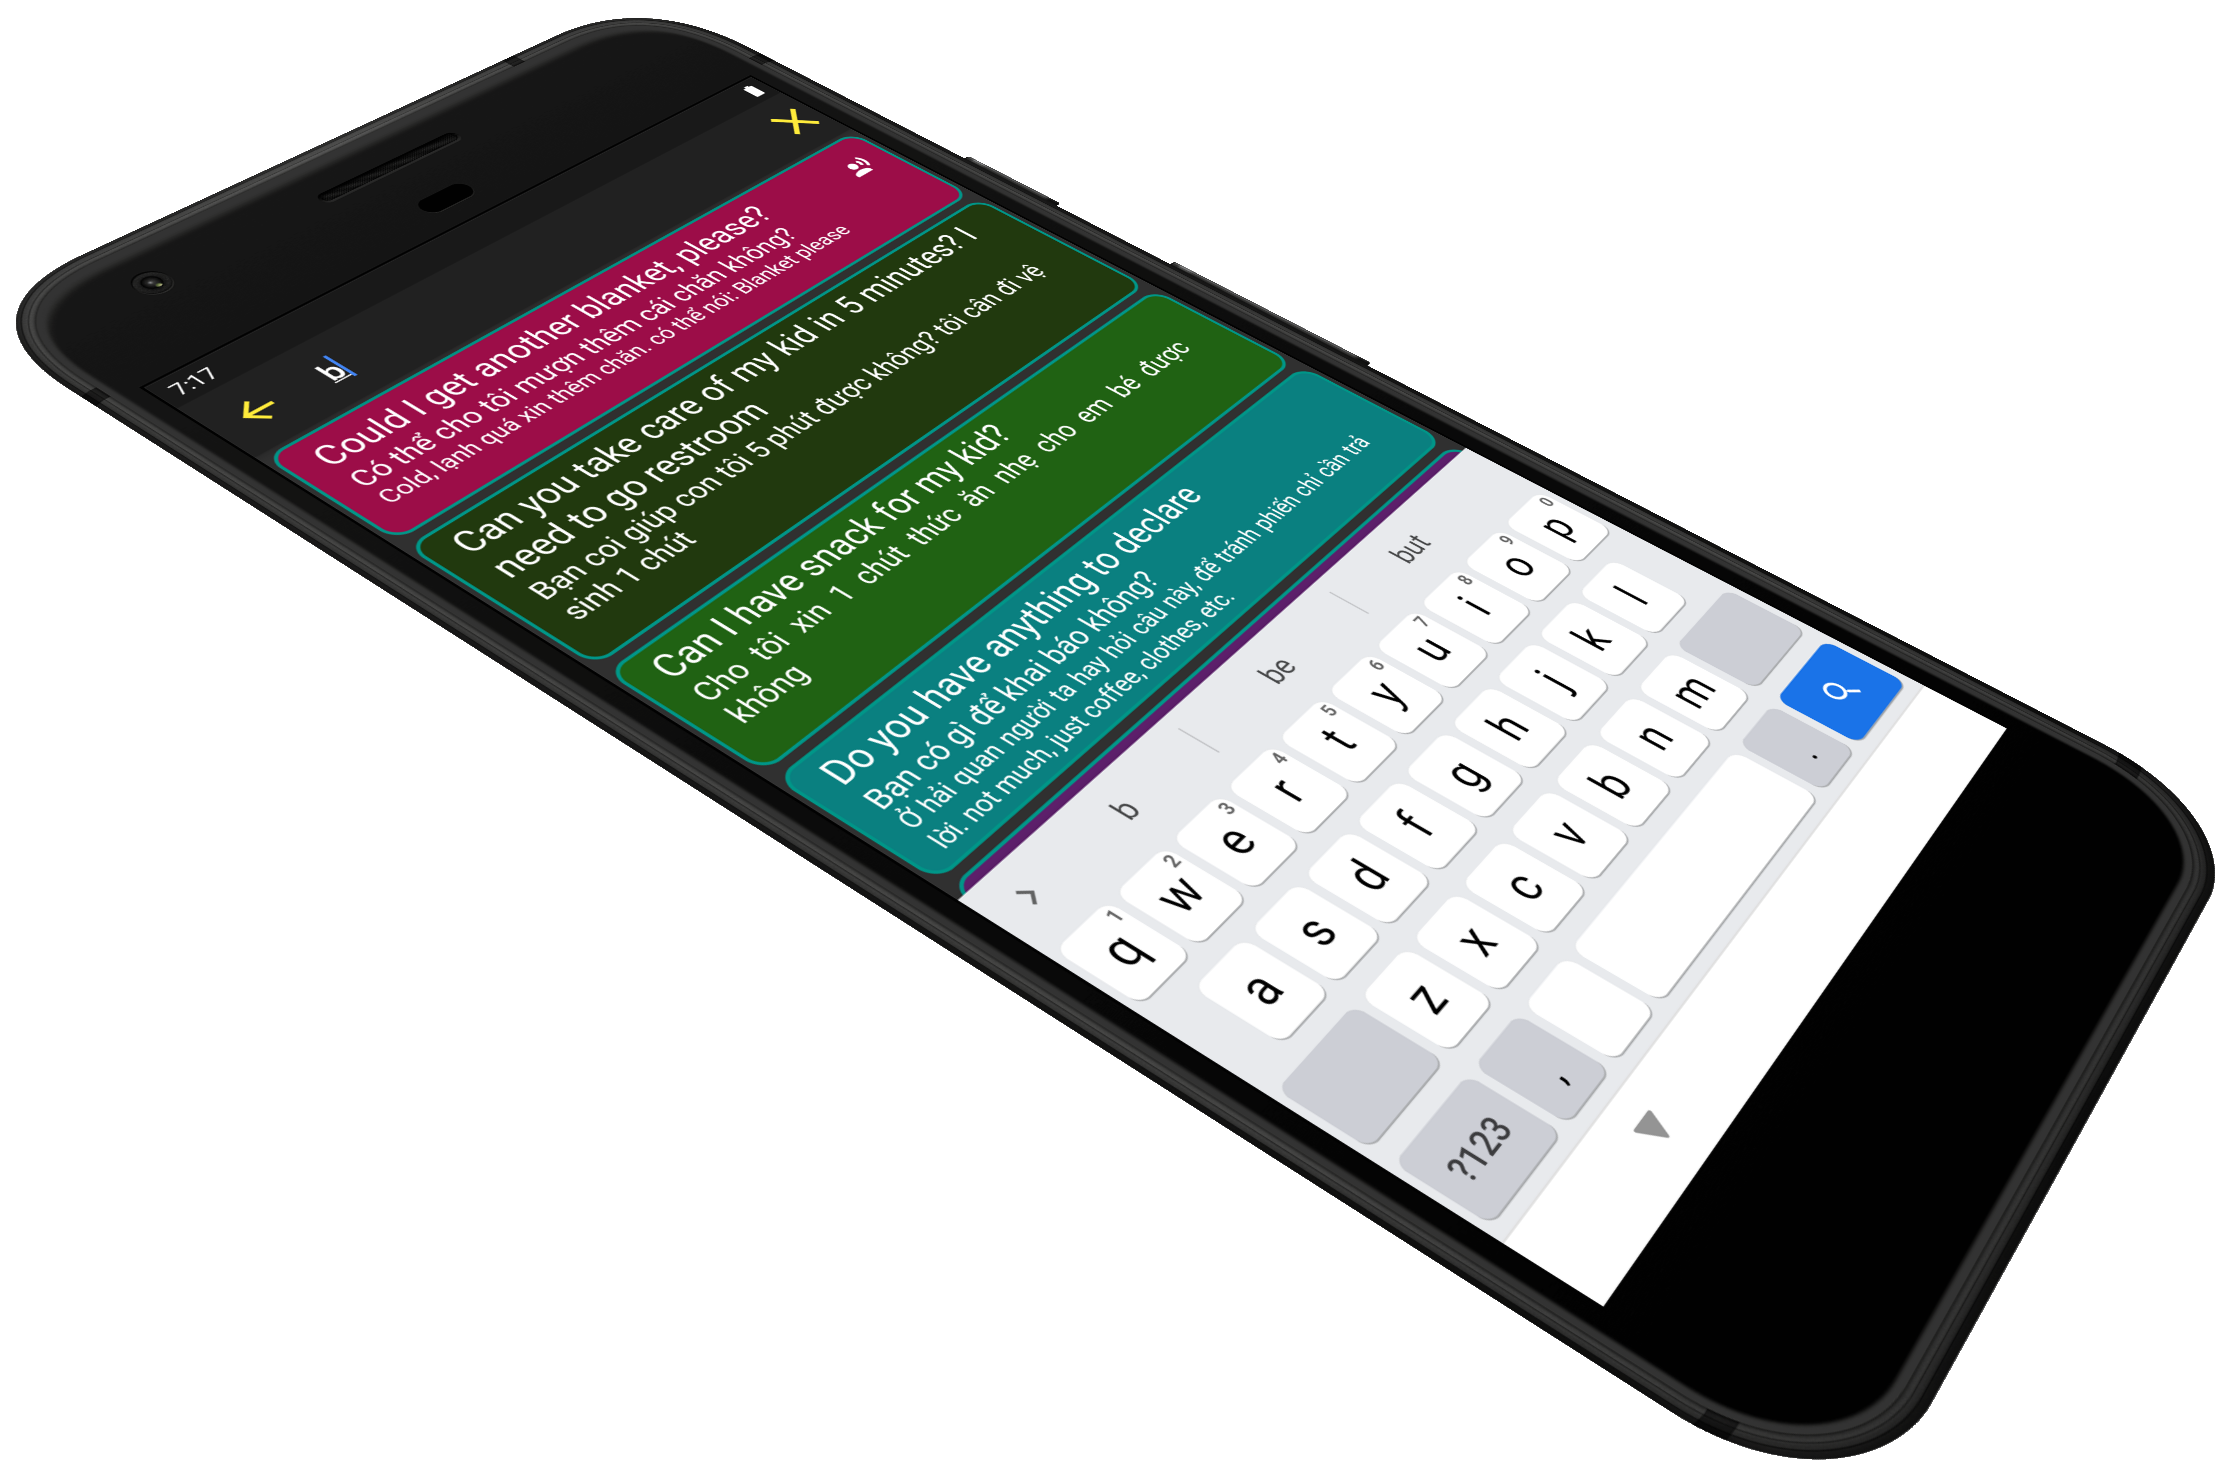 7:17
b
Could I get another blanket, please?
Có thể cho tôi mượn thêm cái chăn không?
Cold, lạnh quá xin thêm chăn. có thể nói: Blanket please
Can you take care of my kid in 5 minutes? I
need to go restroom
Bạn coi giúp con tôi 5 phút được không? tôi cần đi vệ
sinh 1 chút
Can I have snack for my kid?
Cho tôi xin 1 chút thức ăn nhẹ cho em bé được
không
Do you have anything to declare
Bạn có gì để khai báo không?
Ở hải quan người ta hay hỏi câu này, để tránh phiền chỉ cần trả
lời. not much, just coffee, clothes, etc.
b be but
q 1 w 2 e 3 r 4 t 5 y 6 u 7 i 8 o 9 p 0
a s d f g h j k l
z x c v b n m
?123 , .